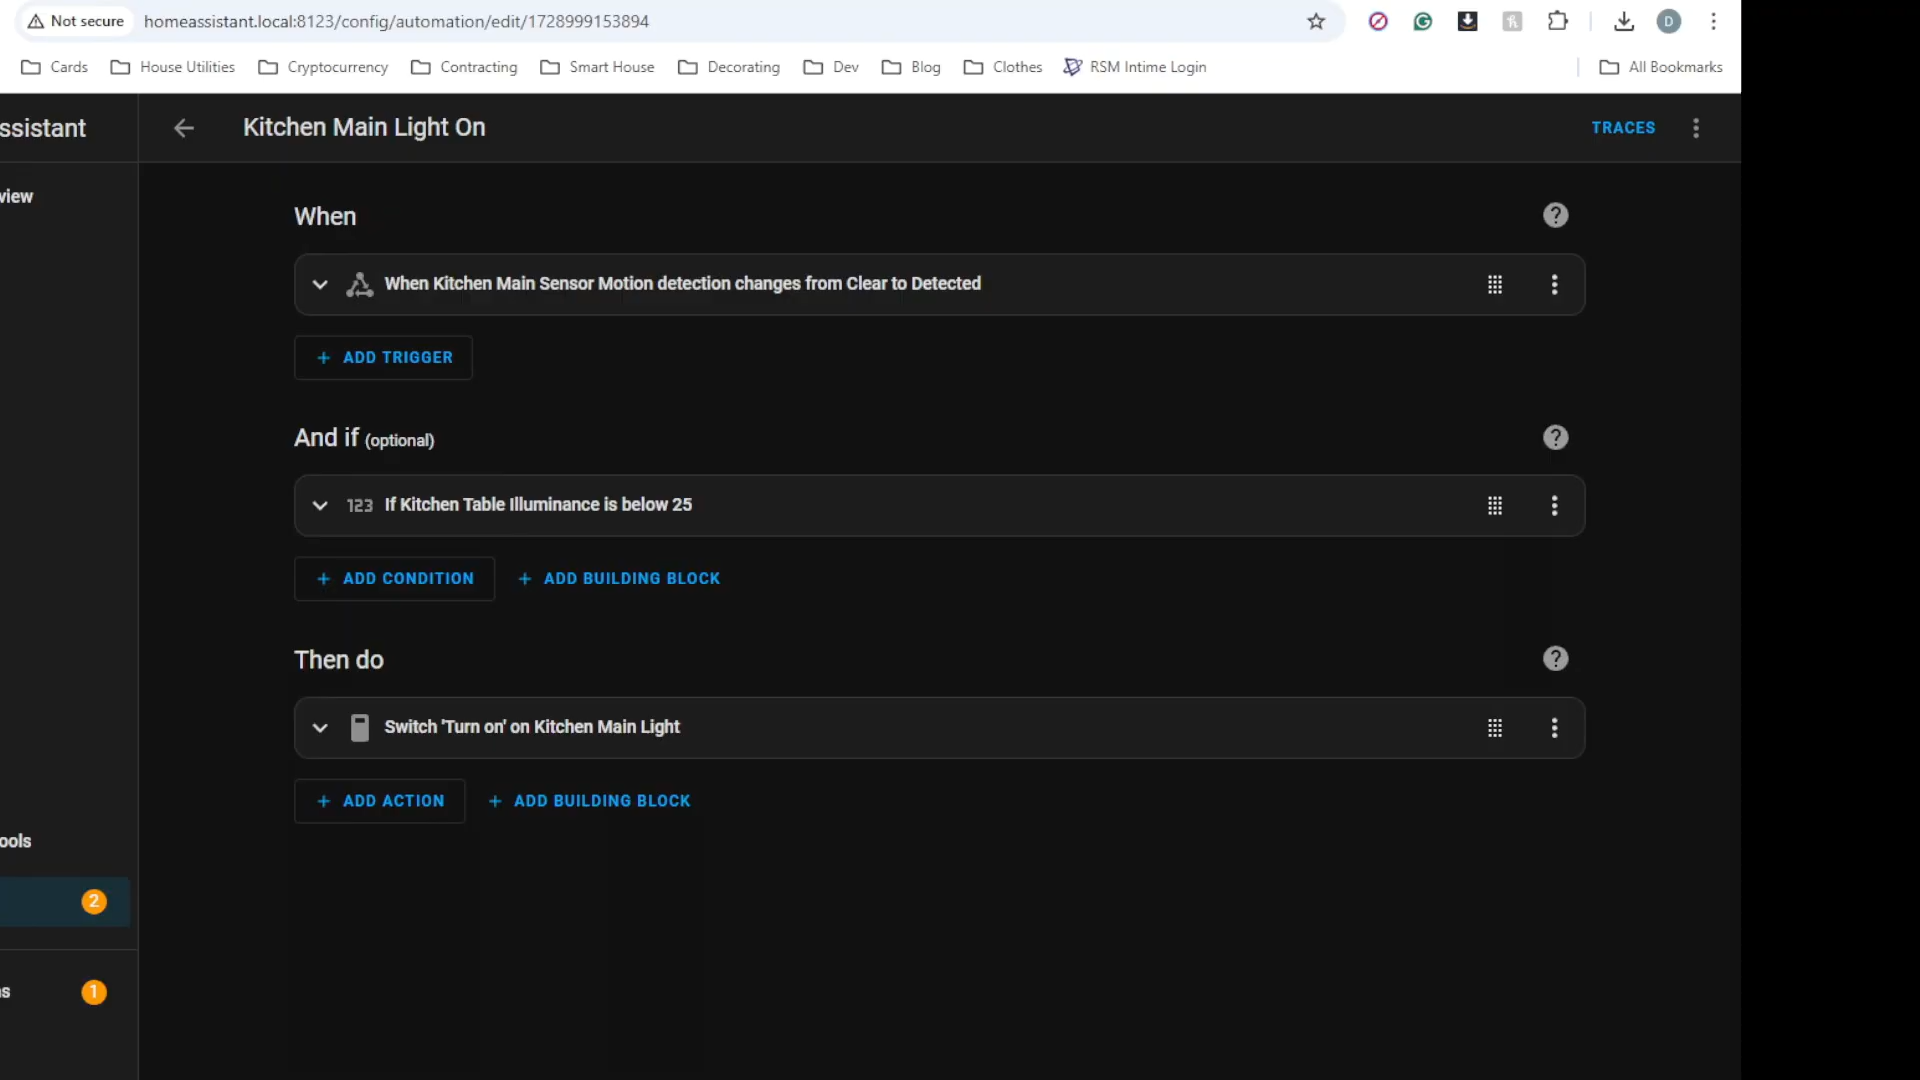 Not secure homeassistant.local:8123/config/automation/edit/1728999153894 D
Cards House Utilities Cryptocurrency Contracting Smart House Decorating Dev Blog Clothes RSM Intime Login All Bookmarks
ssistant Kitchen Main Light On TRACES
view
When
When Kitchen Main Sensor Motion detection changes from Clear to Detected
+ ADD TRIGGER
And if (optional)
123 If Kitchen Table Illuminance is below 25
+ ADD CONDITION + ADD BUILDING BLOCK
Then do
Switch 'Turn on' on Kitchen Main Light
+ ADD ACTION + ADD BUILDING BLOCK
ools
2
s 1